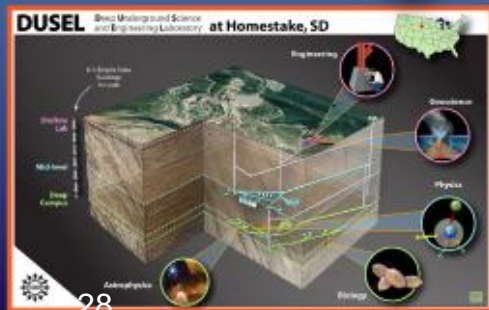 DUSEL Deep Underground Science and Engineering Laboratory at Homestake, SD
Engineering
Geoscience
Shallow Lab
Mid-level
Physics
Deep Campus
Astrophysics
Biology
28